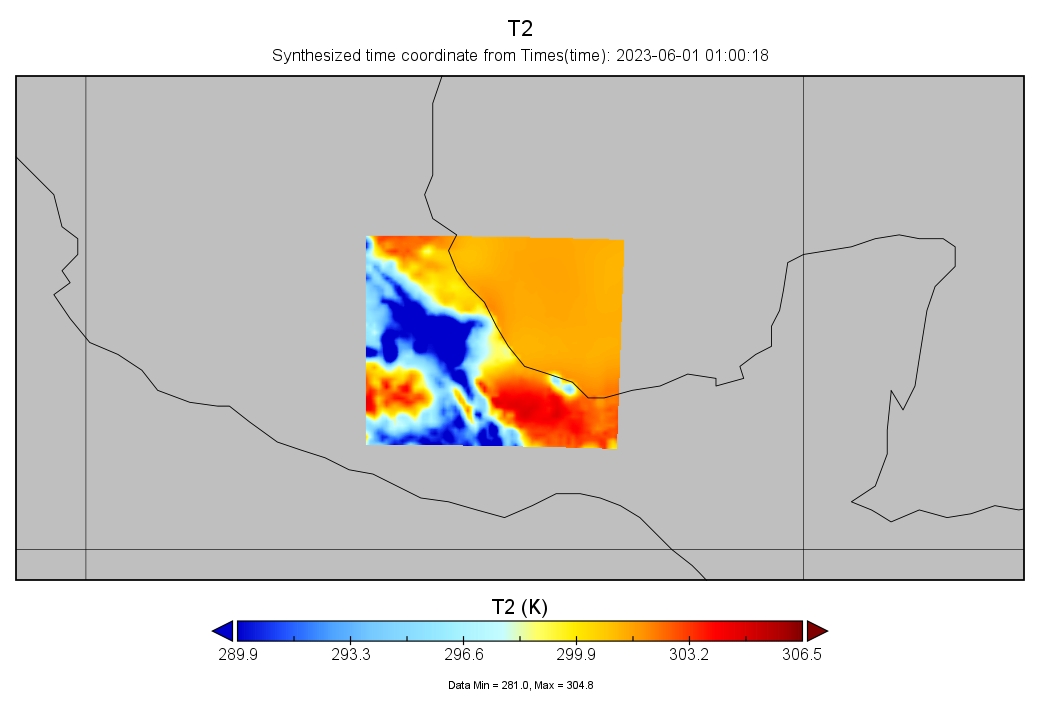 T2
Synthesized time coordinate from Times(time): 2023-06-01 01:00:18
T2 (K)
289.9 293.3 296.6 299.9 303.2 306.5
Data Min = 281.0, Max = 304.8